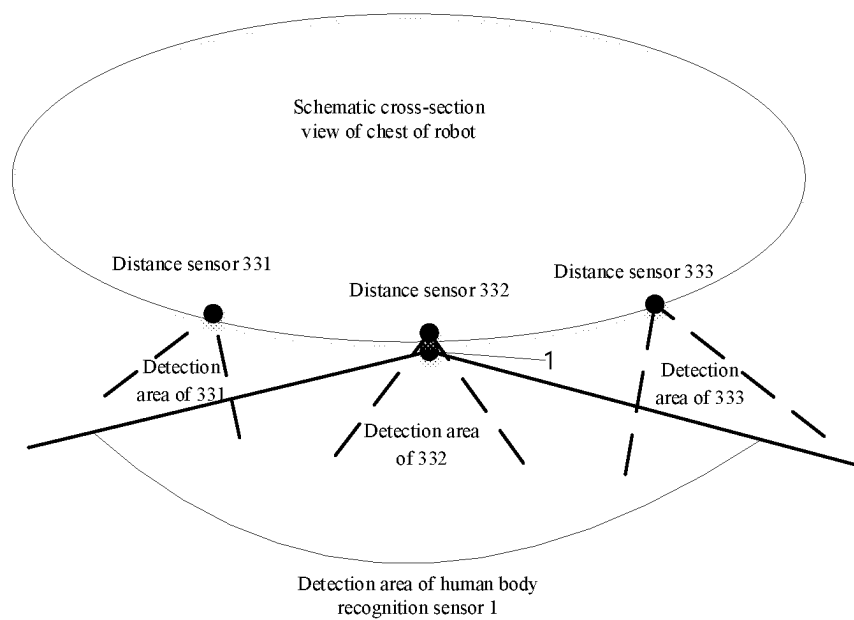 Schematic cross-section
view of chest of robot
Distance sensor 331
Distance sensor 332
Distance sensor 333
1
Detection
area of 331
Detection area
of 332
Detection
area of 333
Detection area of human body
recognition sensor 1